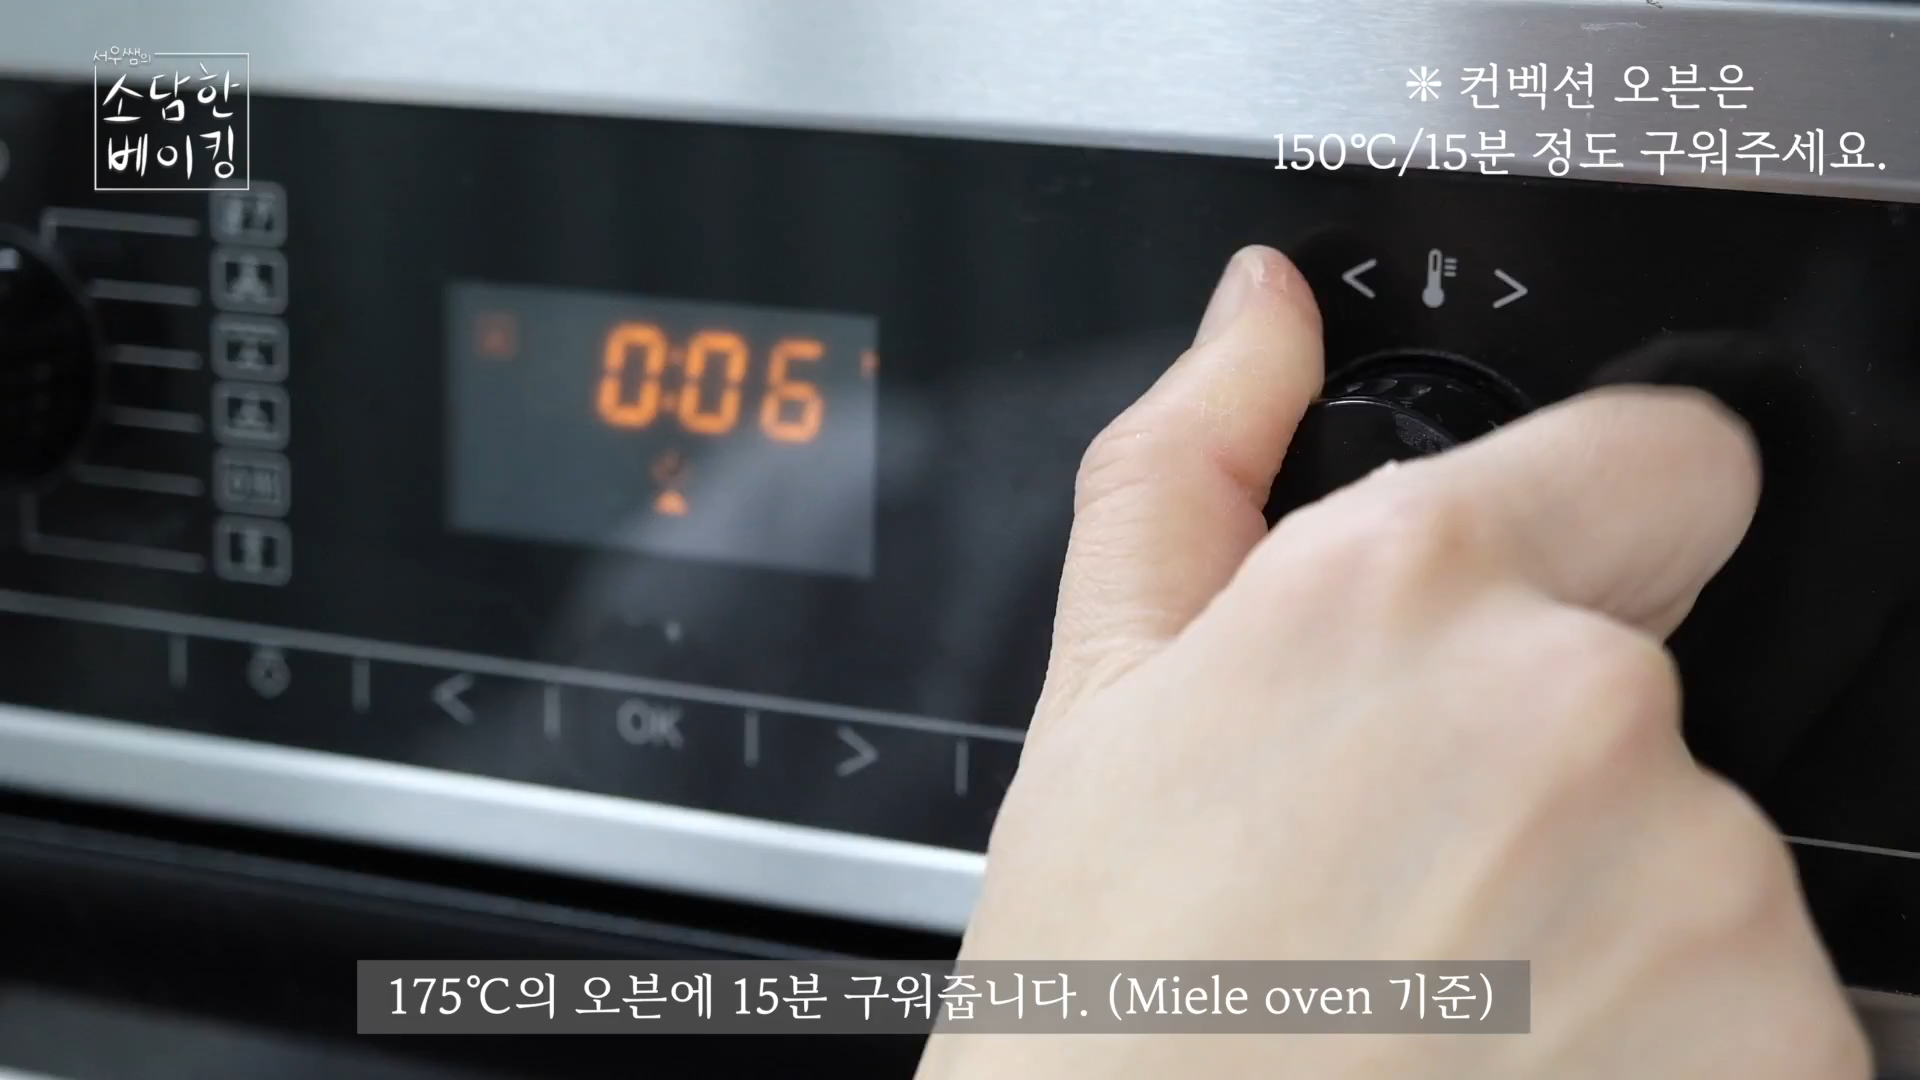 서우쌤의
소담한
베이킹
❊ 컨벡션 오븐은
150℃/15분 정도 구워주세요.
0:06
< >
< OK >
175℃의 오븐에 15분 구워줍니다. (Miele oven 기준)